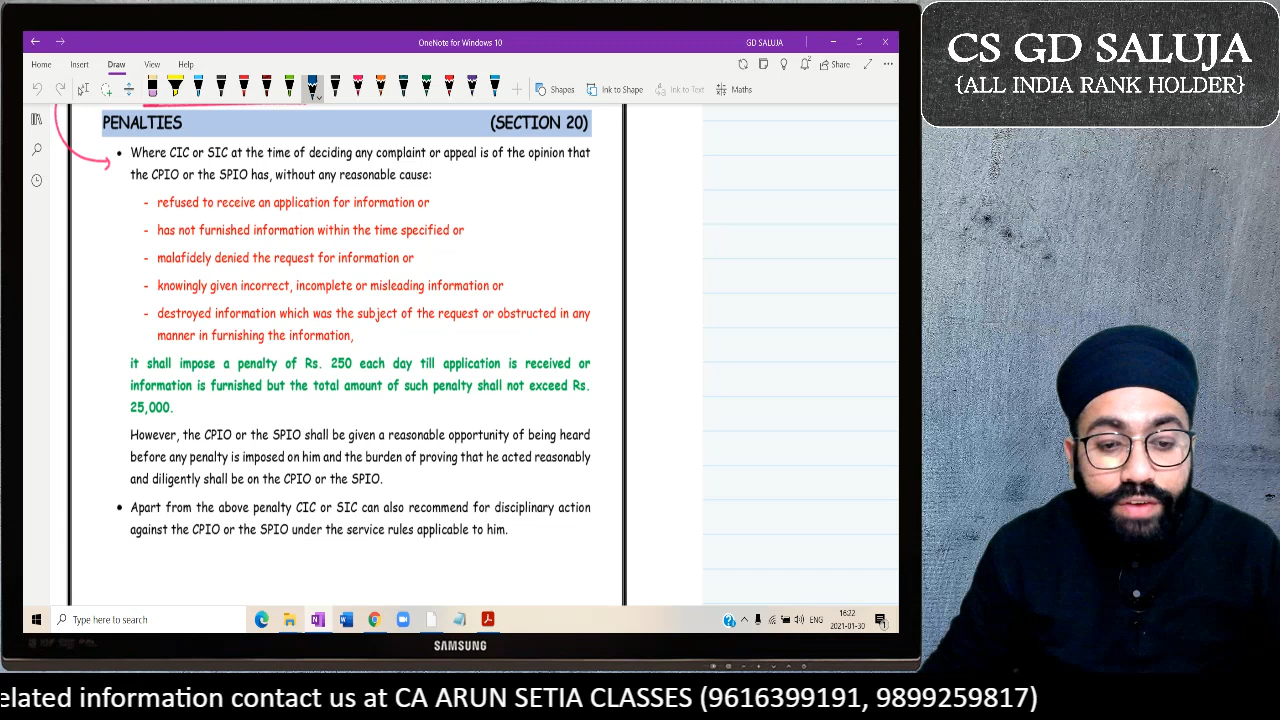 CS GD SALUJA
{ALL INDIA RANK HOLDER}
OneNote for Windows 10
GD SALUJA
Home Insert Draw View Help
Share
Shapes Ink to Shape Ink to Text Maths
PENALTIES (SECTION 20)
• Where CIC or SIC at the time of deciding any complaint or appeal is of the opinion that
the CPIO or the SPIO has, without any reasonable cause:
- refused to receive an application for information or
- has not furnished information within the time specified or
- malafidely denied the request for information or
- knowingly given incorrect, incomplete or misleading information or
- destroyed information which was the subject of the request or obstructed in any
manner in furnishing the information,
it shall impose a penalty of Rs. 250 each day till application is received or
information is furnished but the total amount of such penalty shall not exceed Rs.
25,000.
However, the CPIO or the SPIO shall be given a reasonable opportunity of being heard
before any penalty is imposed on him and the burden of proving that he acted reasonably
and diligently shall be on the CPIO or the SPIO.
• Apart from the above penalty CIC or SIC can also recommend for disciplinary action
against the CPIO or the SPIO under the service rules applicable to him.
Type here to search
ENG
16:22
2021-01-30
SAMSUNG
elated information contact us at CA ARUN SETIA CLASSES (9616399191, 9899259817)